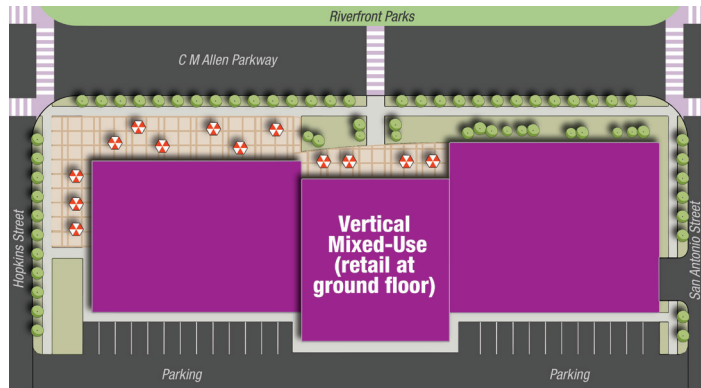 Riverfront Parks
C M Allen Parkway
Hopkins Street
Vertical
Mixed-Use
(retail at
ground floor)
San Antonio Street
Parking
Parking